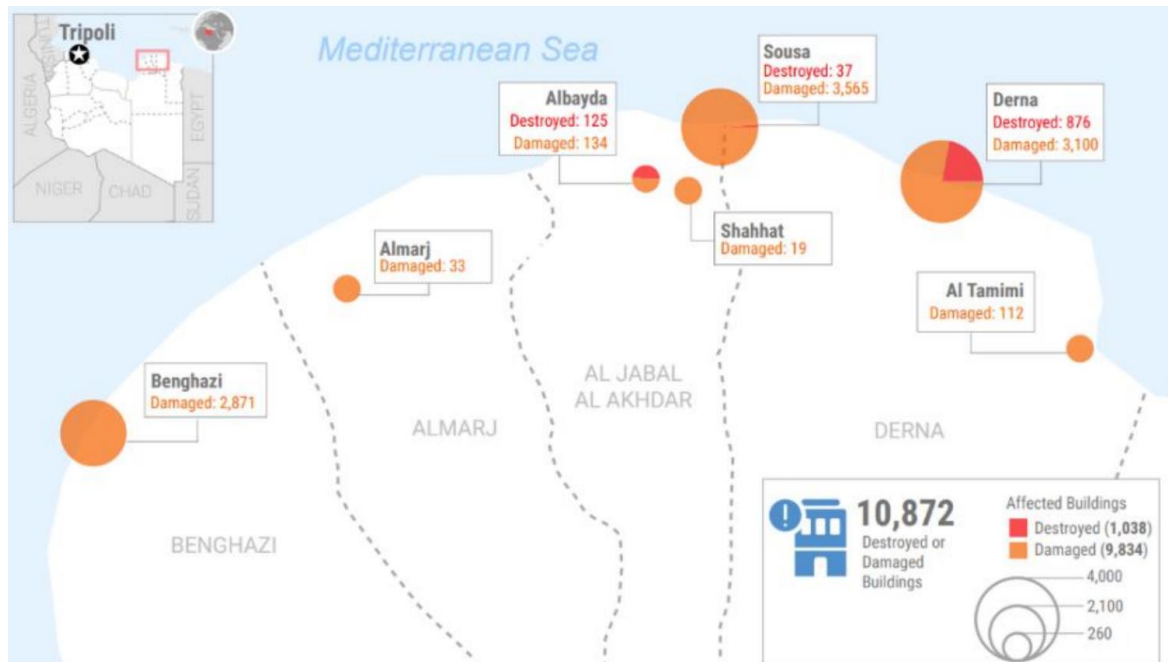 Tripoli
TUNIS
ALGERIA
EGYPT
NIGER
CHAD
SUDAN
Mediterranean Sea
Sousa
Destroyed: 37
Damaged: 3,565
Albayda
Destroyed: 125
Damaged: 134
Derna
Destroyed: 876
Damaged: 3,100
Shahhat
Damaged: 19
Almarj
Damaged: 33
Al Tamimi
Damaged: 112
Benghazi
Damaged: 2,871
AL JABAL
AL AKHDAR
ALMARJ
DERNA
BENGHAZI
10,872
Destroyed or
Damaged
Buildings
Affected Buildings
Destroyed (1,038)
Damaged (9,834)
4,000
2,100
260